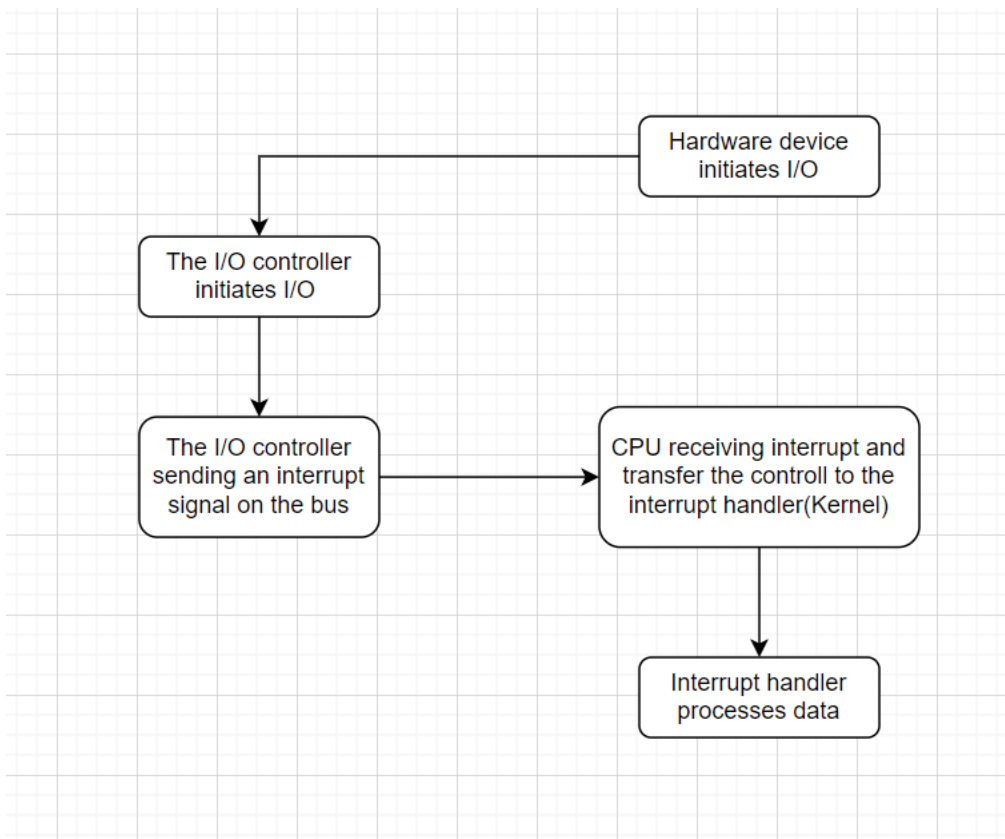 Hardware device
initiates I/O
The I/O controller
initiates I/O
The I/O controller
sending an interrupt
signal on the bus
CPU receiving interrupt and
transfer the controll to the
interrupt handler(Kernel)
Interrupt handler
processes data